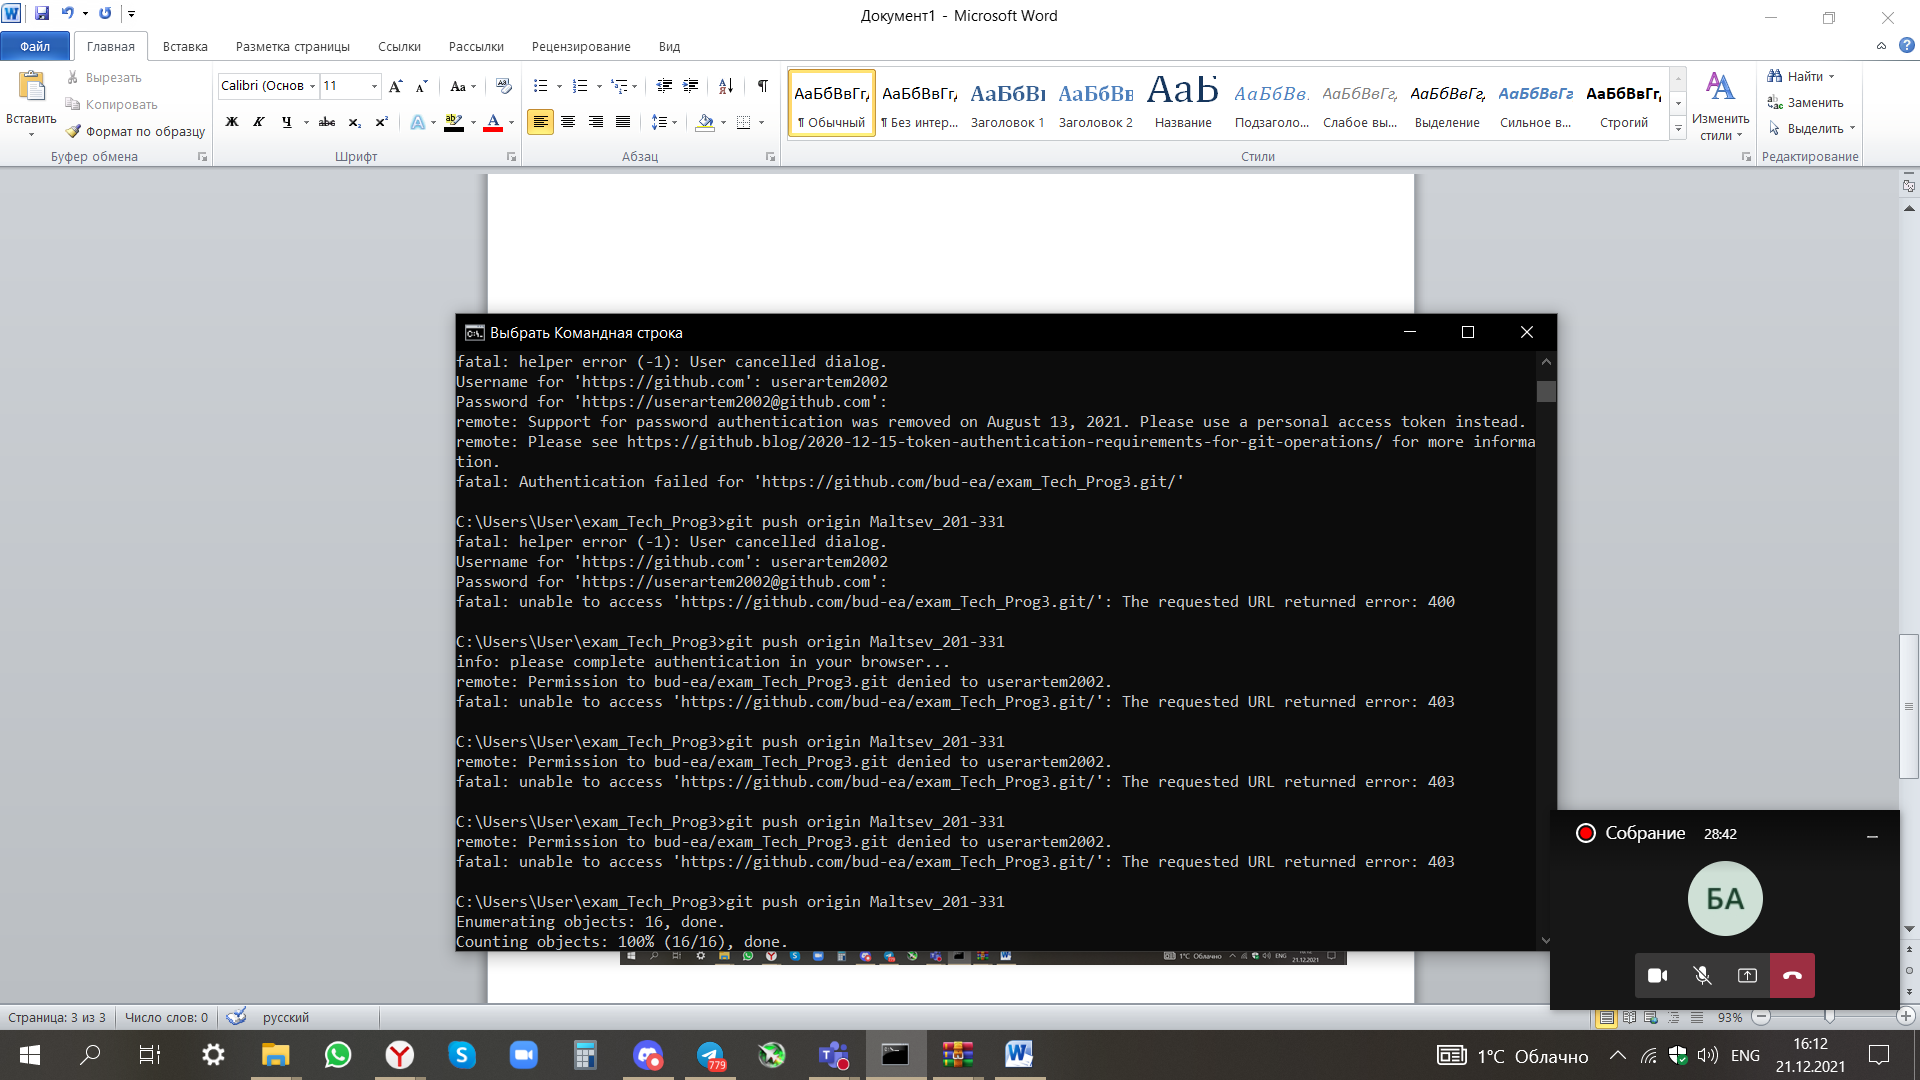 Документ1 - Microsoft Word
Файл
Главная
Вставка
Разметка страницы
Ссылки
Рассылки
Рецензирование
Вид
Вставить
Вырезать
Копировать
Формат по образцу
Буфер обмена
Calibri (Основ
11
Шрифт
Абзац
АаБбВвГг,
¶ Обычный
АаБбВвГг,
¶ Без интер...
АаБбВı
Заголовок 1
АаБбВв
Заголовок 2
АаБ
Название
АаБбВв.
Подзаголо...
АаБбВвГг,
Слабое вы...
АаБбВвГг,
Выделение
АаБбВвГг
Сильное в...
АаБбВвГг,
Строгий
Стили
Изменить
стили
Найти
Заменить
Выделить
Редактирование
Выбрать Командная строка
fatal: helper error (-1): User cancelled dialog.
Username for 'https://github.com': userartem2002
Password for 'https://userartem2002@github.com':
remote: Support for password authentication was removed on August 13, 2021. Please use a personal access token instead.
remote: Please see https://github.blog/2020-12-15-token-authentication-requirements-for-git-operations/ for more informa
tion.
fatal: Authentication failed for 'https://github.com/bud-ea/exam_Tech_Prog3.git/'
C:\Users\User\exam_Tech_Prog3>git push origin Maltsev_201-331
fatal: helper error (-1): User cancelled dialog.
Username for 'https://github.com': userartem2002
Password for 'https://userartem2002@github.com':
fatal: unable to access 'https://github.com/bud-ea/exam_Tech_Prog3.git/': The requested URL returned error: 400
C:\Users\User\exam_Tech_Prog3>git push origin Maltsev_201-331
info: please complete authentication in your browser...
remote: Permission to bud-ea/exam_Tech_Prog3.git denied to userartem2002.
fatal: unable to access 'https://github.com/bud-ea/exam_Tech_Prog3.git/': The requested URL returned error: 403
C:\Users\User\exam_Tech_Prog3>git push origin Maltsev_201-331
remote: Permission to bud-ea/exam_Tech_Prog3.git denied to userartem2002.
fatal: unable to access 'https://github.com/bud-ea/exam_Tech_Prog3.git/': The requested URL returned error: 403
C:\Users\User\exam_Tech_Prog3>git push origin Maltsev_201-331
remote: Permission to bud-ea/exam_Tech_Prog3.git denied to userartem2002.
fatal: unable to access 'https://github.com/bud-ea/exam_Tech_Prog3.git/': The requested URL returned error: 403
C:\Users\User\exam_Tech_Prog3>git push origin Maltsev_201-331
Enumerating objects: 16, done.
Counting objects: 100% (16/16), done.
1°C Облачно
ENG
21.12.2021
Собрание 28:42
БА
Страница: 3 из 3
Число слов: 0
русский
93%
779
1°C Облачно
ENG
16:12
21.12.2021